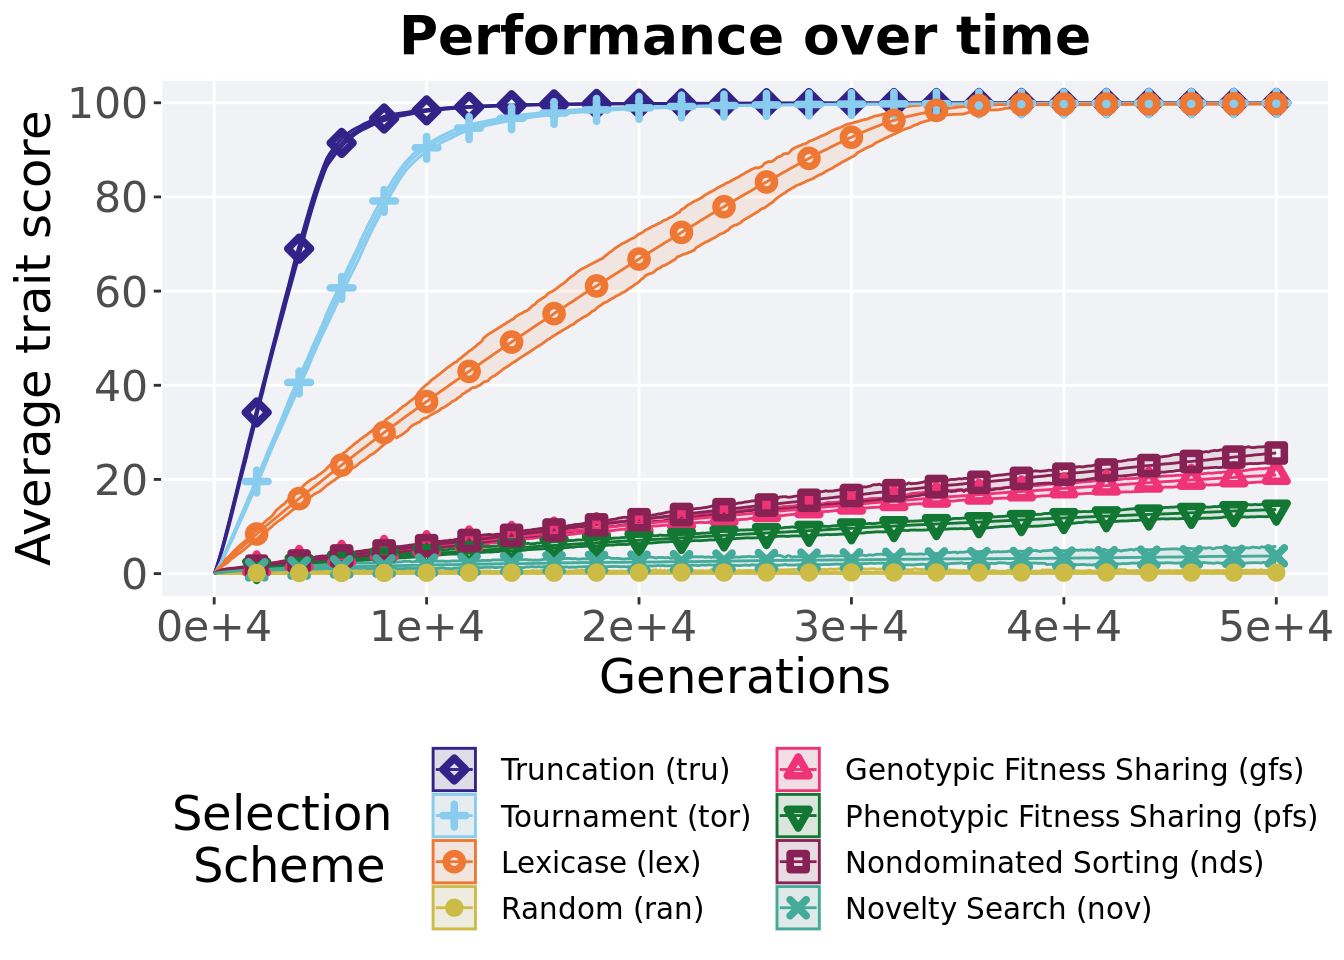 Performance over time
Average trait score
100
80
60
40
20
0
0e+4 1e+4 2e+4 3e+4 4e+4 5e+4
Generations
Selection
Scheme
Truncation (tru)
Tournament (tor)
Lexicase (lex)
Random (ran)
Genotypic Fitness Sharing (gfs)
Phenotypic Fitness Sharing (pfs)
Nondominated Sorting (nds)
Novelty Search (nov)